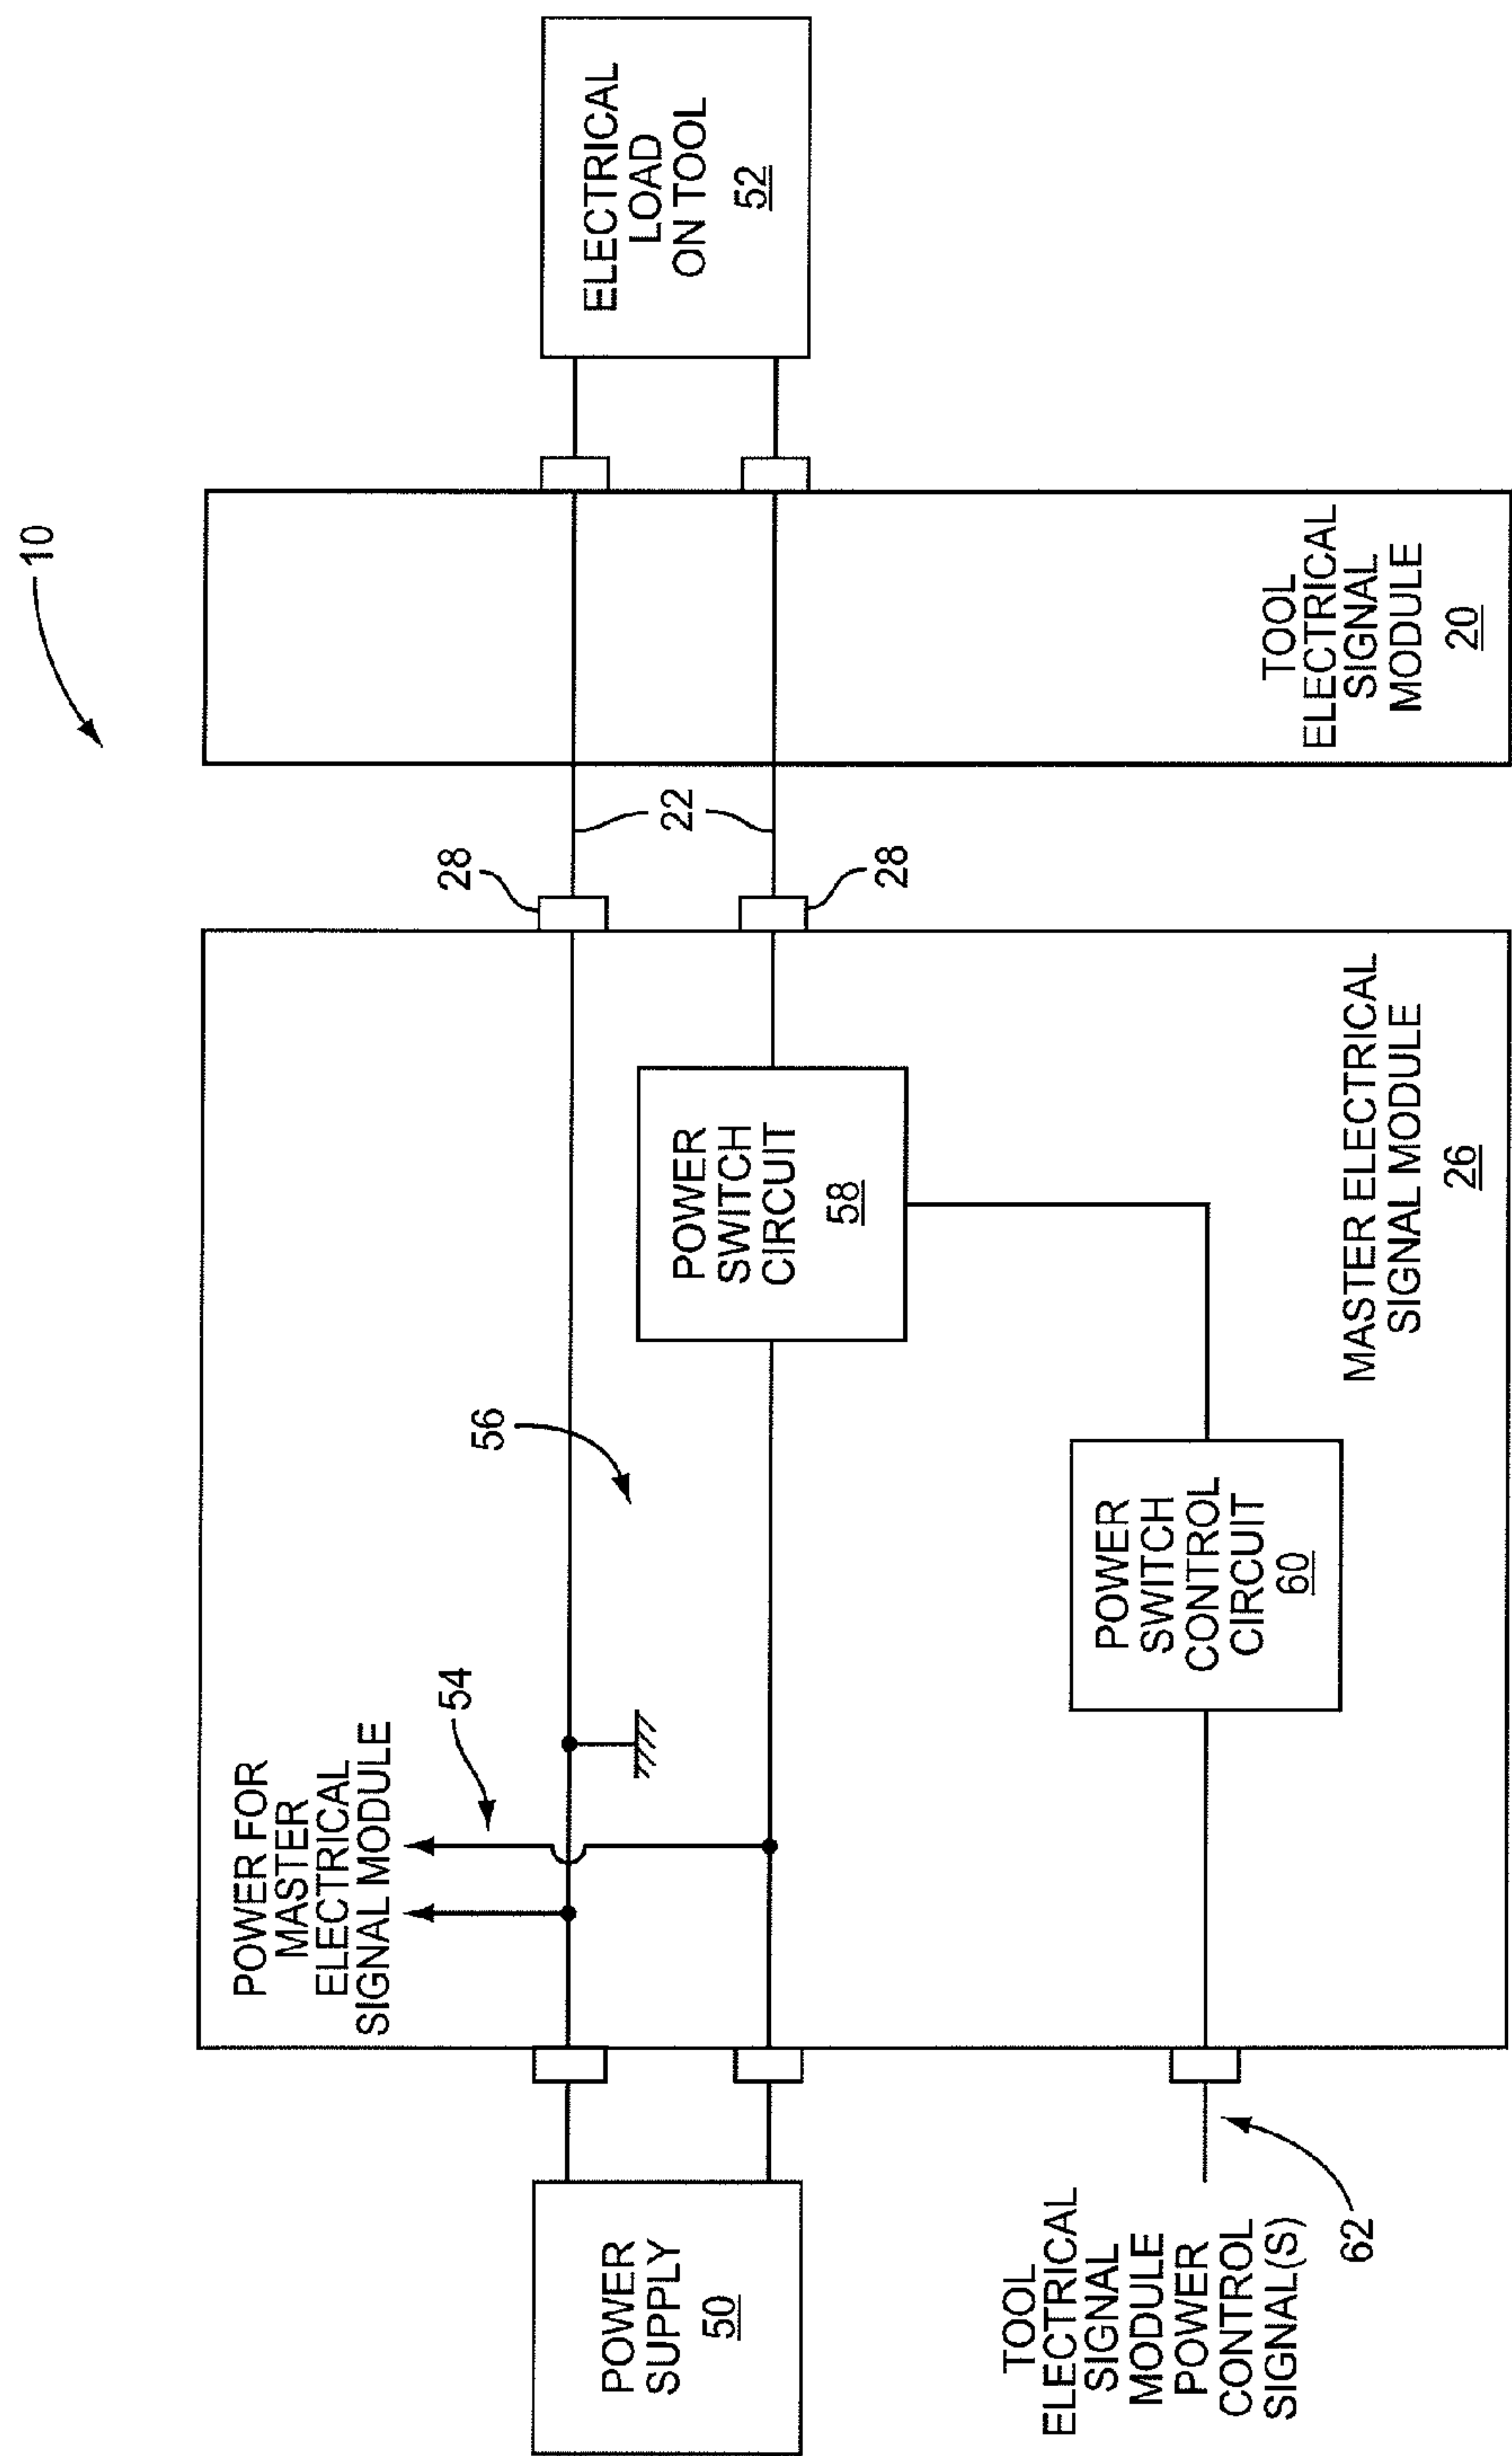 10
POWER FOR
MASTER
ELECTRICAL
SIGNAL MODULE
54
56
28
22
28
POWER
SUPPLY
50
POWER
SWITCH
CIRCUIT
58
ELECTRICAL
LOAD
ON TOOL
52
TOOL
ELECTRICAL
SIGNAL
MODULE
POWER
CONTROL
SIGNAL(S)
62
POWER
SWITCH
CONTROL
CIRCUIT
60
MASTER ELECTRICAL
SIGNAL MODULE
26
TOOL
ELECTRICAL
SIGNAL
MODULE
20